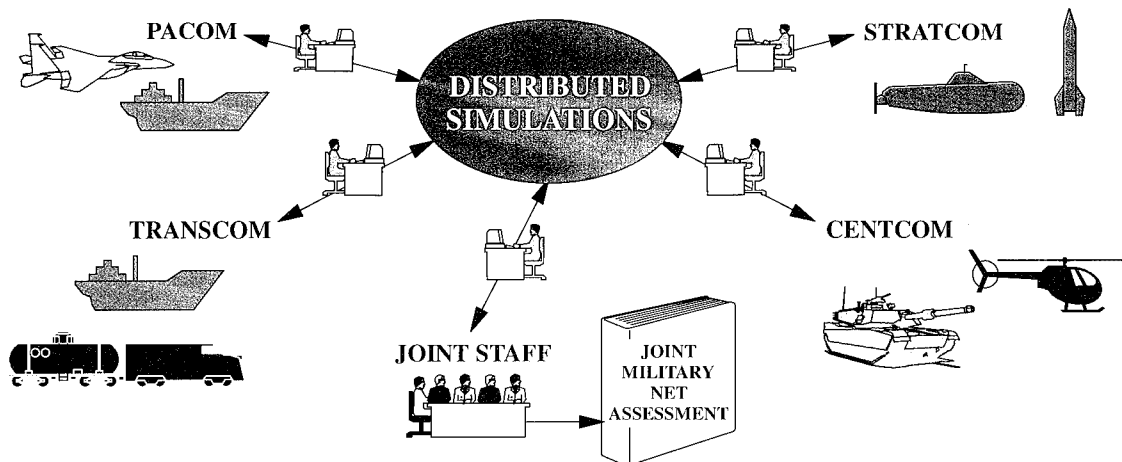 PACOM
STRATCOM
DISTRIBUTED
SIMULATIONS
TRANSCOM
CENTCOM
JOINT STAFF
JOINT
MILITARY
NET
ASSESSMENT